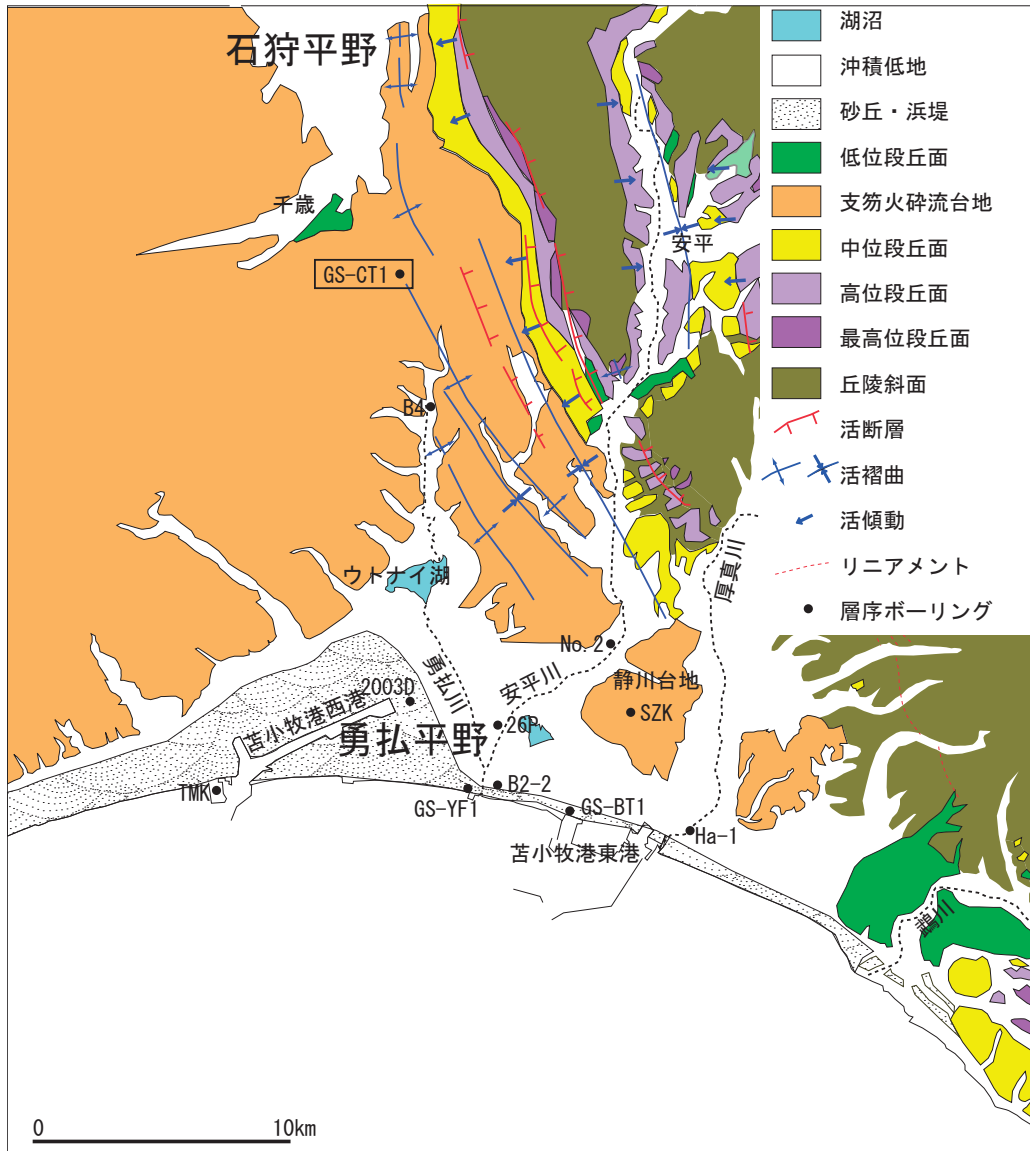 石狩平野
千歳
GS-CT1
安平
B4
ウトナイ湖
厚真川
勇払川
安平川
No.2
静川台地
SZK
2003D
苫小牧港西港
勇払平野
26P
TMK
GS-YF1
B2-2
GS-BT1
苫小牧港東港
Ha-1
鵡川
0 10km
湖沼
沖積低地
砂丘・浜堤
低位段丘面
支笏火砕流台地
中位段丘面
高位段丘面
最高位段丘面
丘陵斜面
活断層
活褶曲
活傾動
リニアメント
層序ボーリング